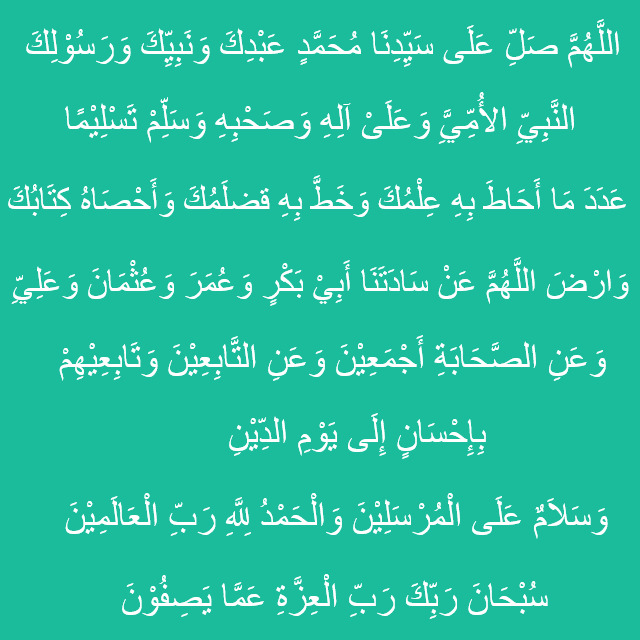 اللَّهُمَّ صَلِّ عَلَى سَيِّدِنَا مُحَمَّدٍ عَبْدِكَ وَنَبِيِّكَ وَرَسُوْلِكَ
النَّبِيِّ الأُمِّيَِّ وَعَلَىْ آلِهِ وَصَحْبِهِ وَسَلِّمْ تَسْلِيْمًا
عَدَدَ مَا أَحَاطَ بِهِ عِلْمُكَ وَخَطَّ بِهِ قضلَمُكَ وَأَحْصَاهُ كِتَابُكَ
وَارْضَ اللَّهُمَّ عَنْ سَادَتَنَا أَبِيْ بَكْرٍ وَعُمَرَ وَعُثْمَانَ وَعَلِيِّ
وَعَنِ الصَّحَابَةِ أَجْمَعِيْنَ وَعَنِ التَّابِعِيْنَ وَتَابِعِيْهِمْ
بِإِحْسَانٍ إِلَى يَوْمِ الدِّيْنِ
وَسَلاَمٌ عَلَى الْمُرْسَلِيْنَ وَالْحَمْدُ لِلَّهِ رَبِّ الْعَالَمِيْنَ
سُبْحَانَ رَبِّكَ رَبِّ الْعِزَّةِ عَمَّا يَصِفُوْنَ